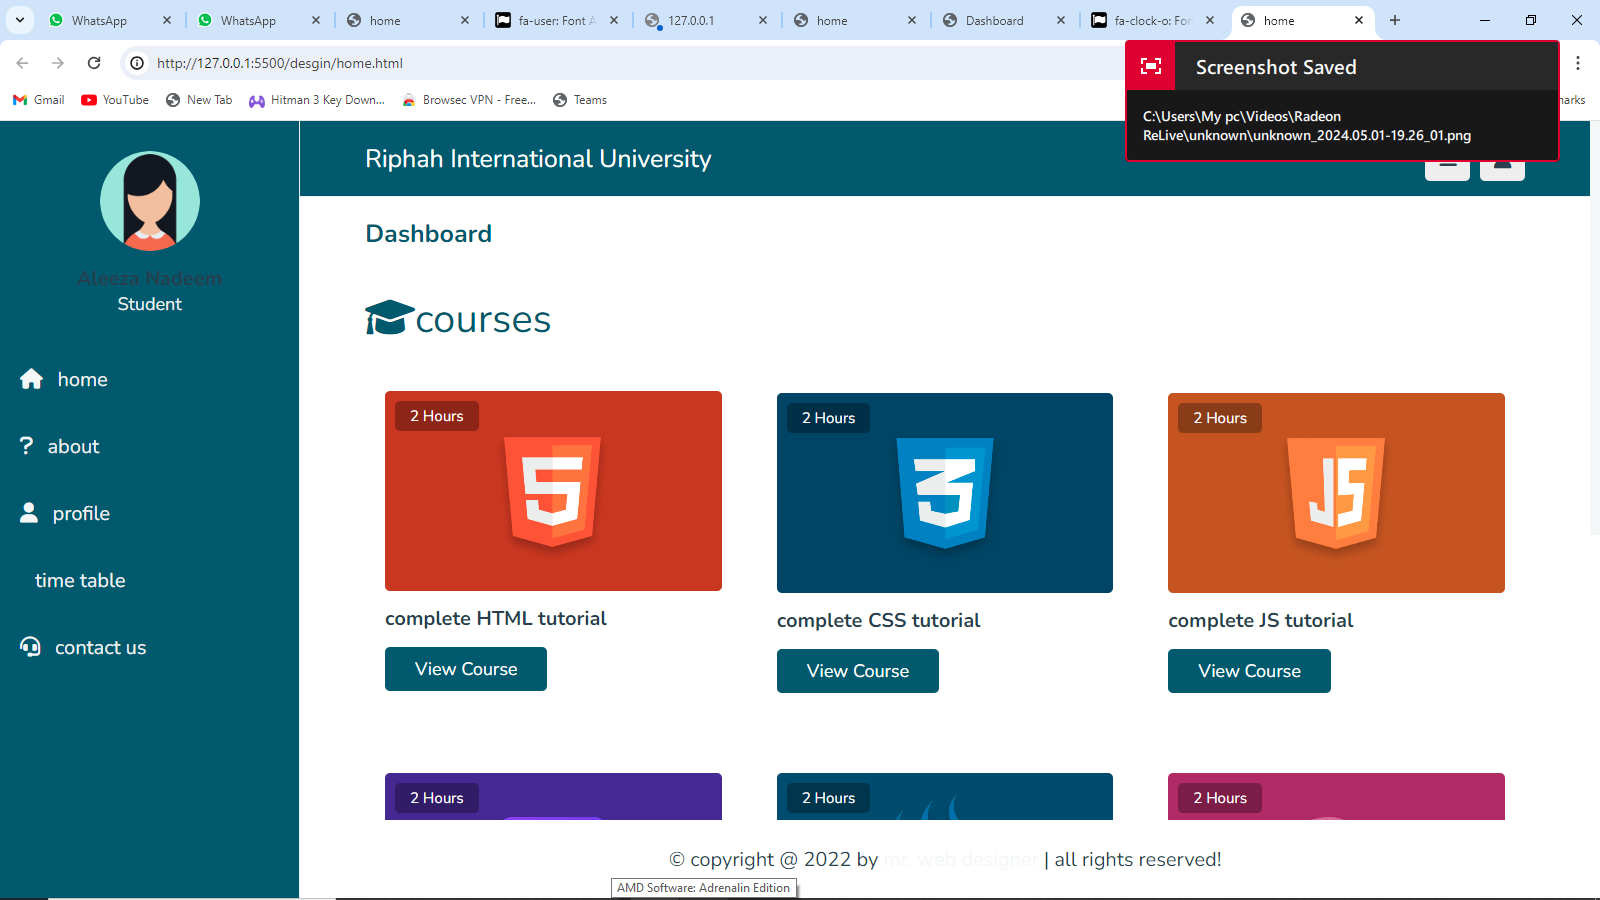 WhatsApp
WhatsApp
home
fa-user: Font A
127.0.0.1
home
Dashboard
fa-clock-o: Fon
home
http://127.0.0.1:5500/desgin/home.html
Gmail
YouTube
New Tab
Hitman 3 Key Down...
Browsec VPN - Free...
Teams
Screenshot Saved
C:\Users\My pc\Videos\Radeon
ReLive\unknown\unknown_2024.05.01-19.26_01.png
Riphah International University
Aleeza Nadeem
Student
home
about
profile
time table
contact us
Dashboard
courses
2 Hours
2 Hours
2 Hours
5
3
JS
complete HTML tutorial
complete CSS tutorial
complete JS tutorial
View Course
View Course
View Course
2 Hours
2 Hours
2 Hours
© copyright @ 2022 by mr. web designer | all rights reserved!
AMD Software: Adrenalin Edition